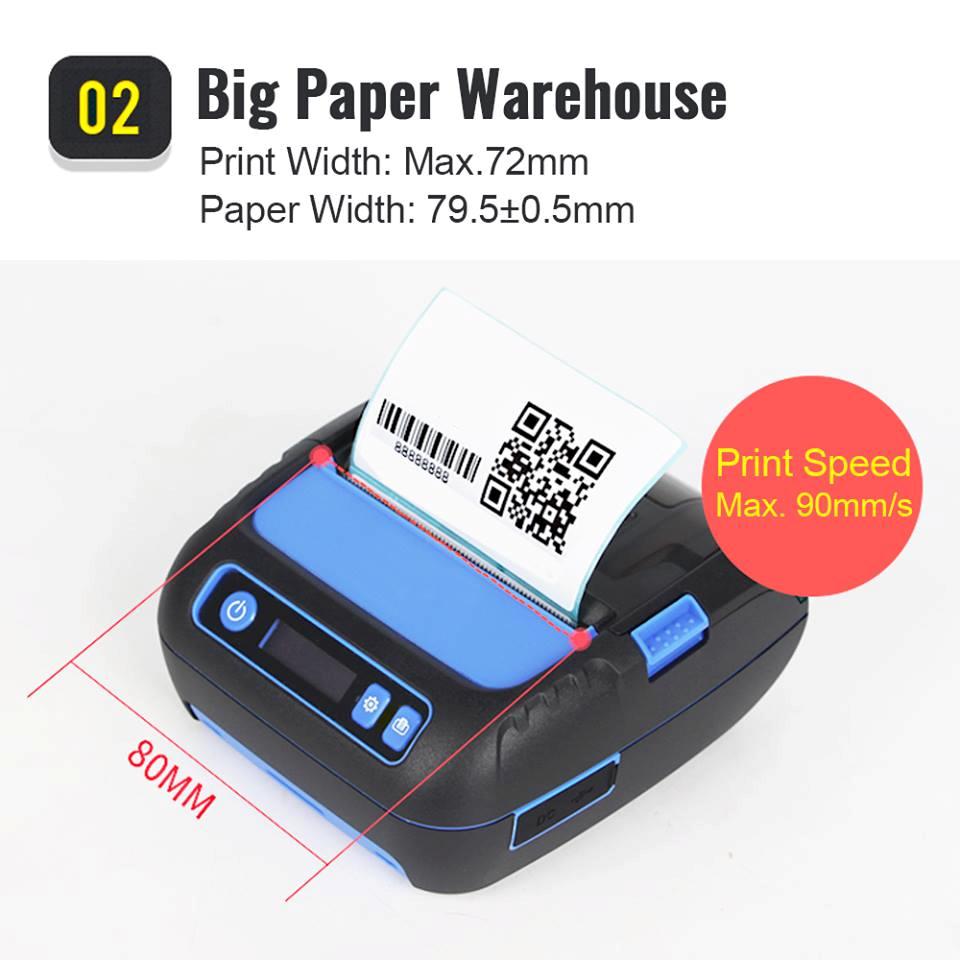 02
Big Paper Warehouse
Print Width: Max.72mm
Paper Width: 79.5±0.5mm
88888888
Print Speed
Max. 90mm/s
80MM
DC